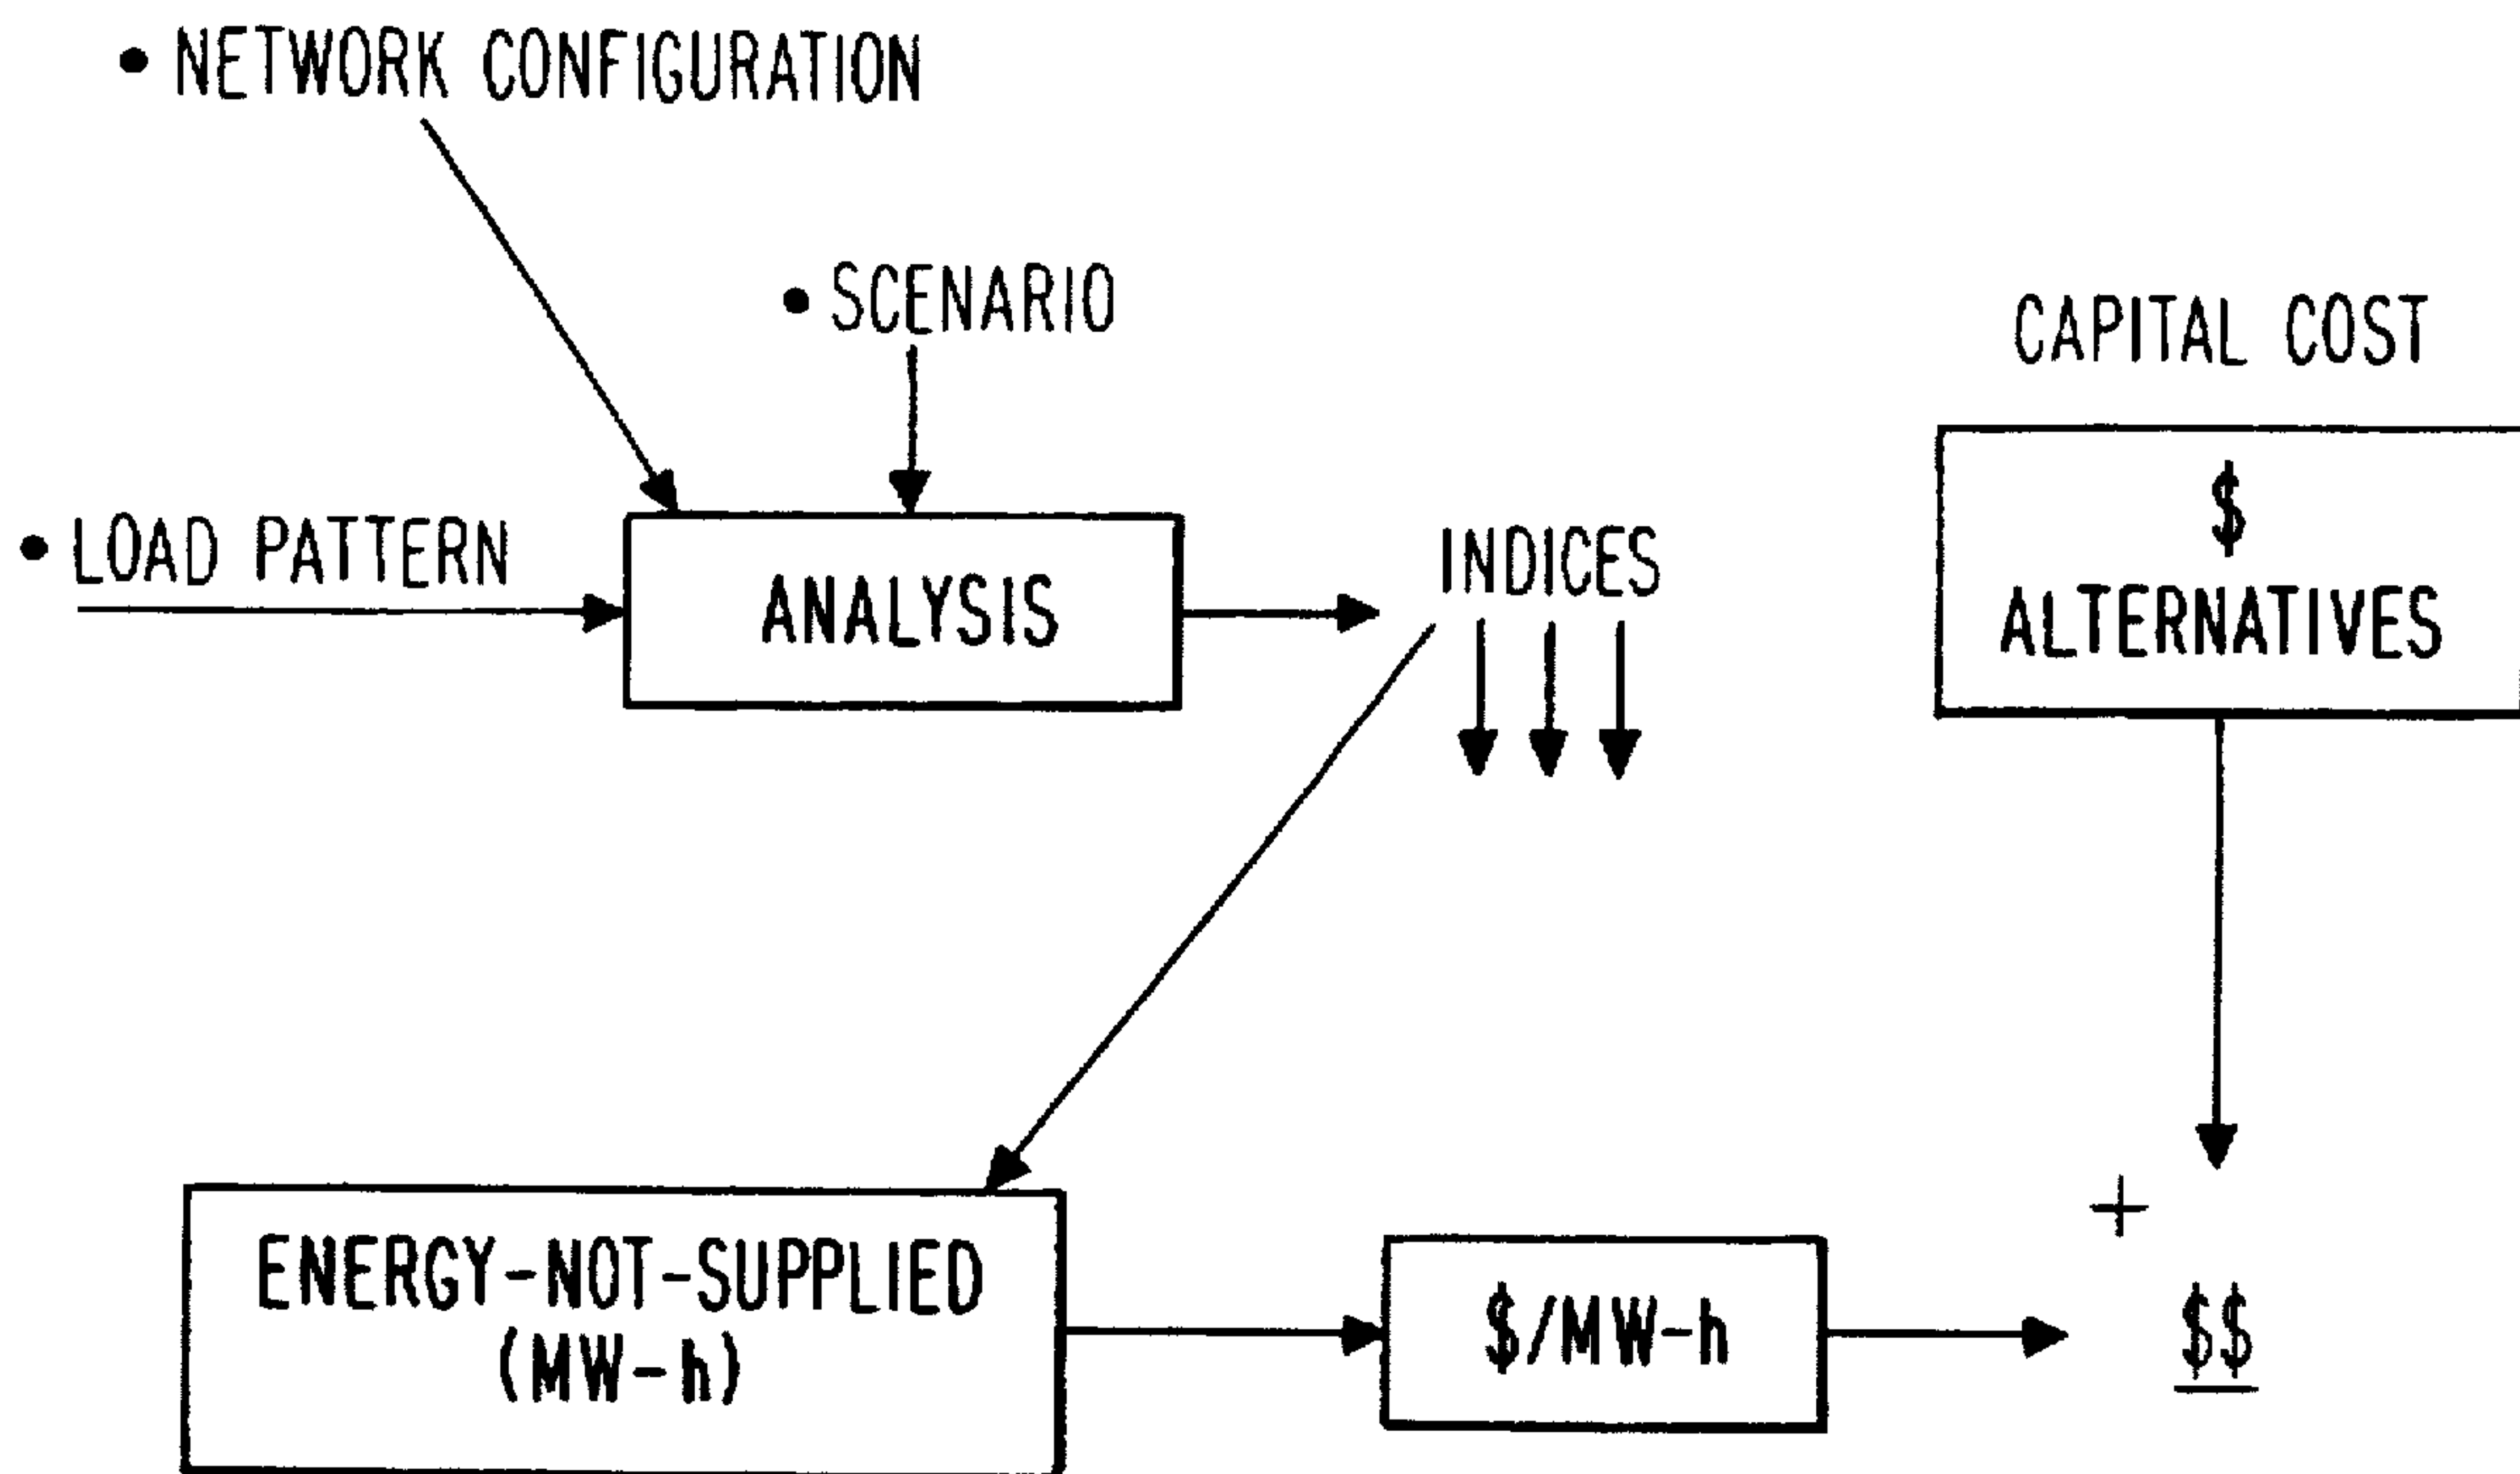 • NETWORK CONFIGURATION
• SCENARIO
CAPITAL COST
• LOAD PATTERN
ANALYSIS
INDICES
$
ALTERNATIVES
ENERGY-NOT-SUPPLIED
(MW-h)
$/MW-h
+
$$